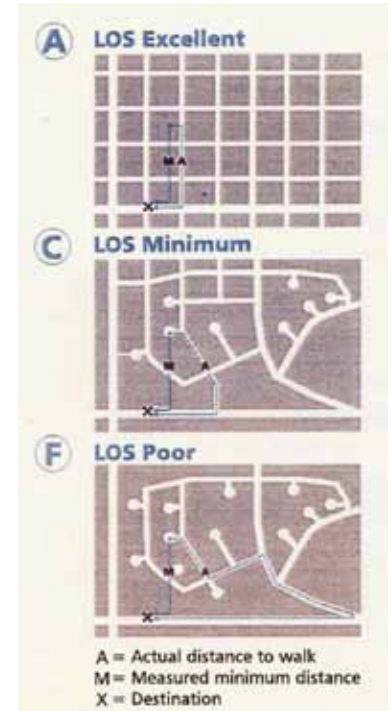 A LOS Excellent
M A
X
C LOS Minimum
M A
X
F LOS Poor
M A
X
A = Actual distance to walk
M = Measured minimum distance
X = Destination